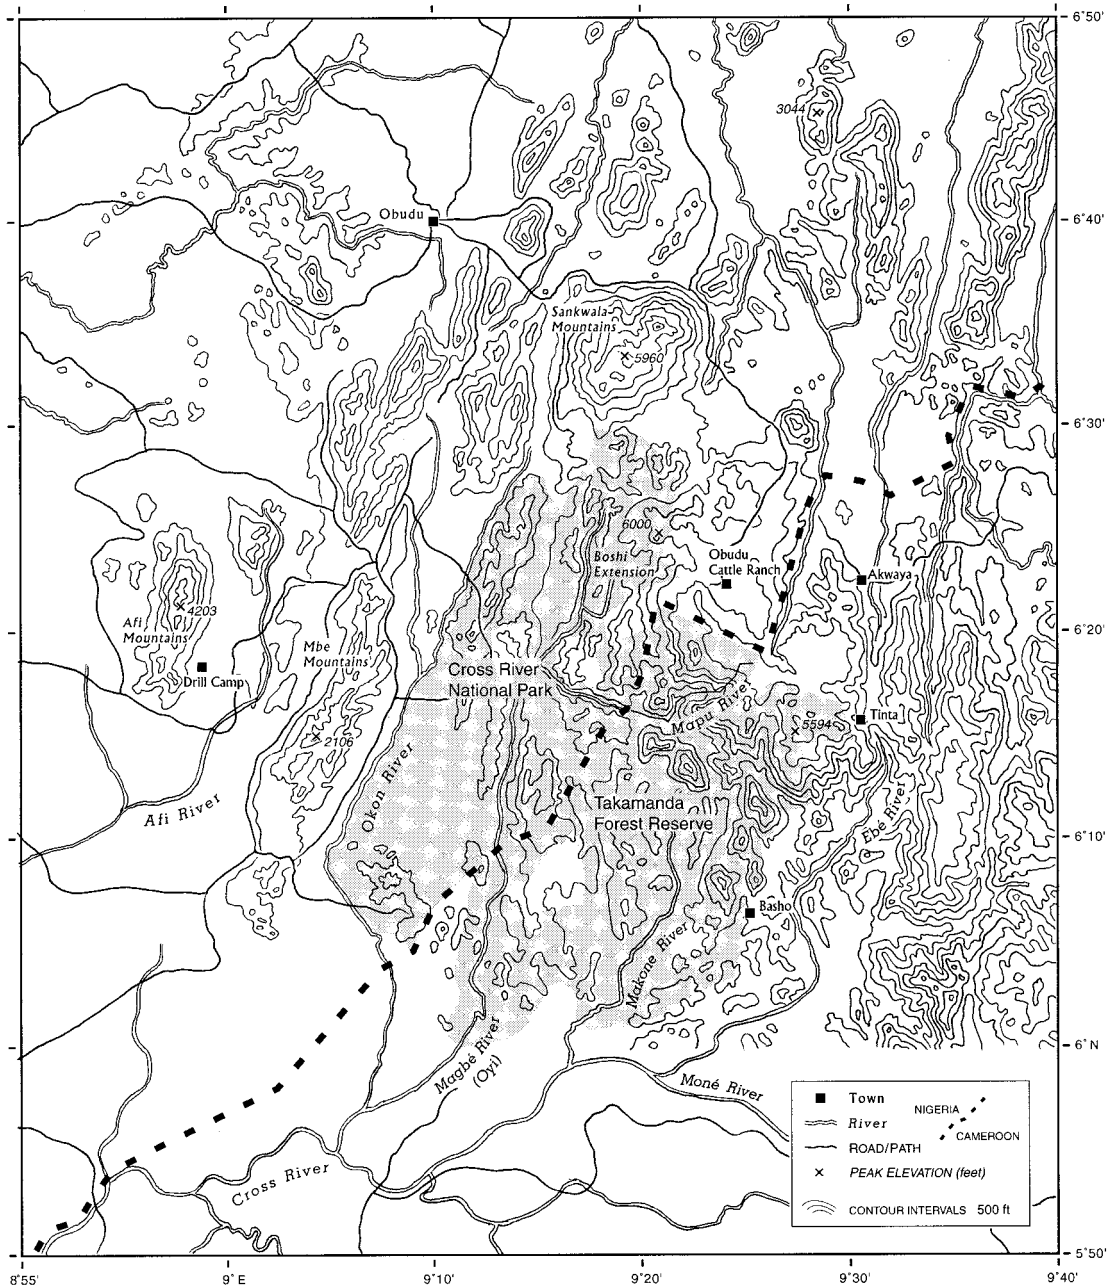 6°50'
3044
Obudu
6°40'
Sankwala
Mountains
5960
6°30'
6000
Boshi
Extension
Obudu
Cattle Ranch
Akwaya
4203
Afi
Mountains
Mbe
Mountains
6°20'
Drill Camp
Cross River
National Park
Mapu River
5594
Tinta
2106
Okon River
Afi River
Takamanda
Forest Reserve
Ebé River
6°10'
Basho
Makone River
6°N
Magbé River
(Oyi)
Moné River
Cross River
Town
River
ROAD/PATH
PEAK ELEVATION (feet)
CONTOUR INTERVALS 500 ft
NIGERIA
CAMEROON
5°50'
8°55'
9°E
9°10'
9°20'
9°30'
9°40'